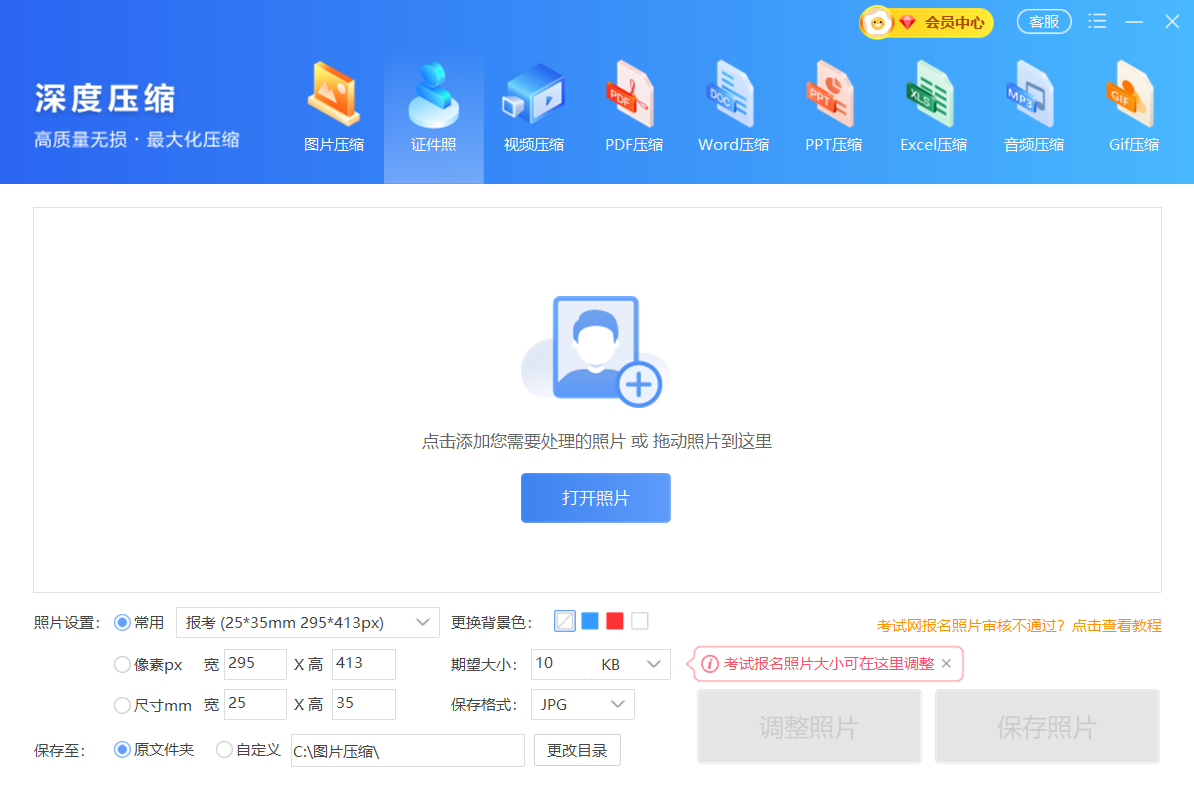 会员中心
客服
深度压缩
高质量无损·最大化压缩
图片压缩
证件照
视频压缩
PDF
PDF压缩
DOC
Word压缩
PPT
PPT压缩
XLS
Excel压缩
MP3
音频压缩
GIF
Gif压缩
点击添加您需要处理的照片 或 拖动照片到这里
打开照片
照片设置: 常用 报考 (25*35mm 295*413px) 更换背景色:
考试网报名照片审核不通过? 点击查看教程
像素px 宽 295 X 高 413 期望大小: 10 KB
考试报名照片大小可在这里调整
尺寸mm 宽 25 X 高 35 保存格式: JPG
调整照片 保存照片
保存至: 原文件夹 自定义 C:\图片压缩\ 更改目录